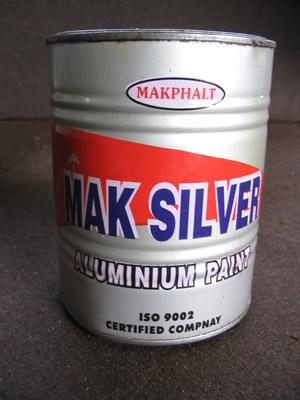 MAKPHALT
MAK SILVER
ALUMINIUM PAINT
ISO 9002
CERTIFIED COMPNAY